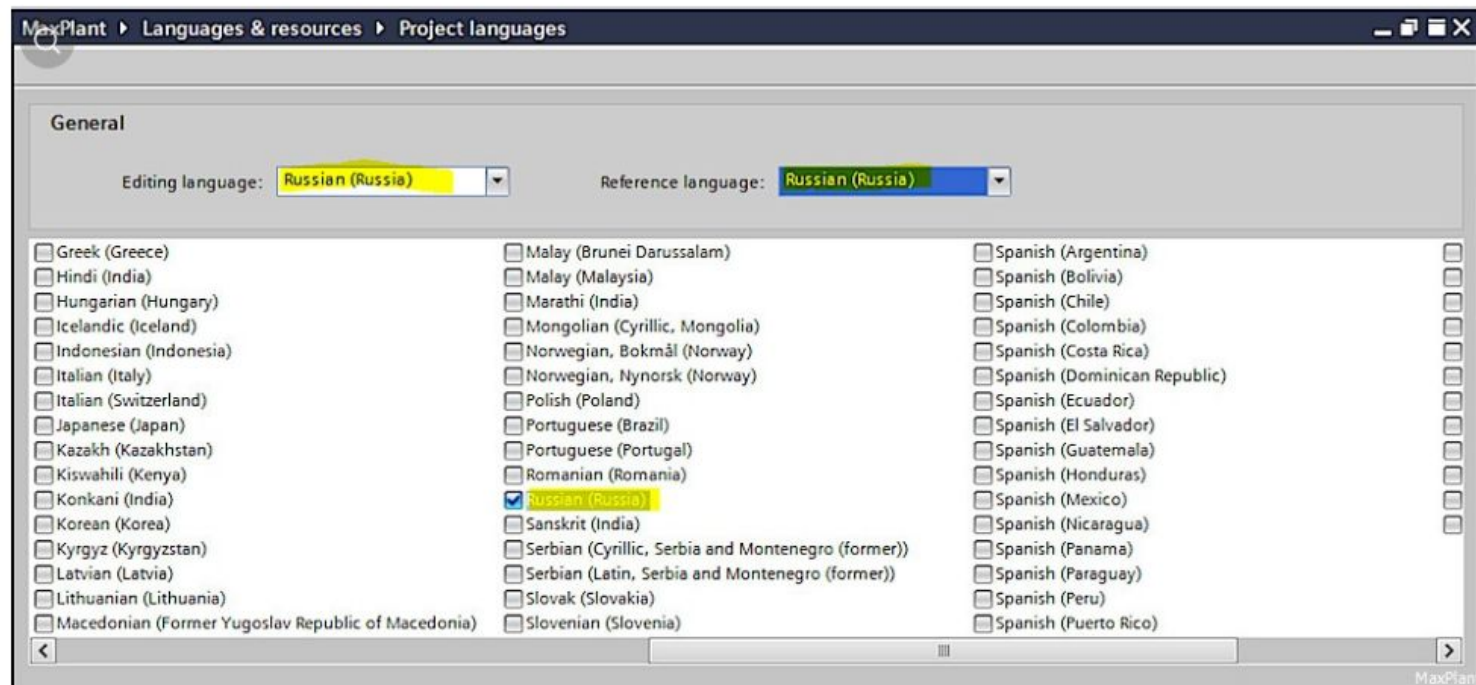 MaxPlant ▸ Languages & resources ▸ Project languages
General
Editing language: Russian (Russia) Reference language: Russian (Russia)
Greek (Greece) Malay (Brunei Darussalam) Spanish (Argentina)
Hindi (India) Malay (Malaysia) Spanish (Bolivia)
Hungarian (Hungary) Marathi (India) Spanish (Chile)
Icelandic (Iceland) Mongolian (Cyrillic, Mongolia) Spanish (Colombia)
Indonesian (Indonesia) Norwegian, Bokmål (Norway) Spanish (Costa Rica)
Italian (Italy) Norwegian, Nynorsk (Norway) Spanish (Dominican Republic)
Italian (Switzerland) Polish (Poland) Spanish (Ecuador)
Japanese (Japan) Portuguese (Brazil) Spanish (El Salvador)
Kazakh (Kazakhstan) Portuguese (Portugal) Spanish (Guatemala)
Kiswahili (Kenya) Romanian (Romania) Spanish (Honduras)
Konkani (India) Russian (Russia) Spanish (Mexico)
Korean (Korea) Sanskrit (India) Spanish (Nicaragua)
Kyrgyz (Kyrgyzstan) Serbian (Cyrillic, Serbia and Montenegro (former)) Spanish (Panama)
Latvian (Latvia) Serbian (Latin, Serbia and Montenegro (former)) Spanish (Paraguay)
Lithuanian (Lithuania) Slovak (Slovakia) Spanish (Peru)
Macedonian (Former Yugoslav Republic of Macedonia) Slovenian (Slovenia) Spanish (Puerto Rico)
MaxPlant